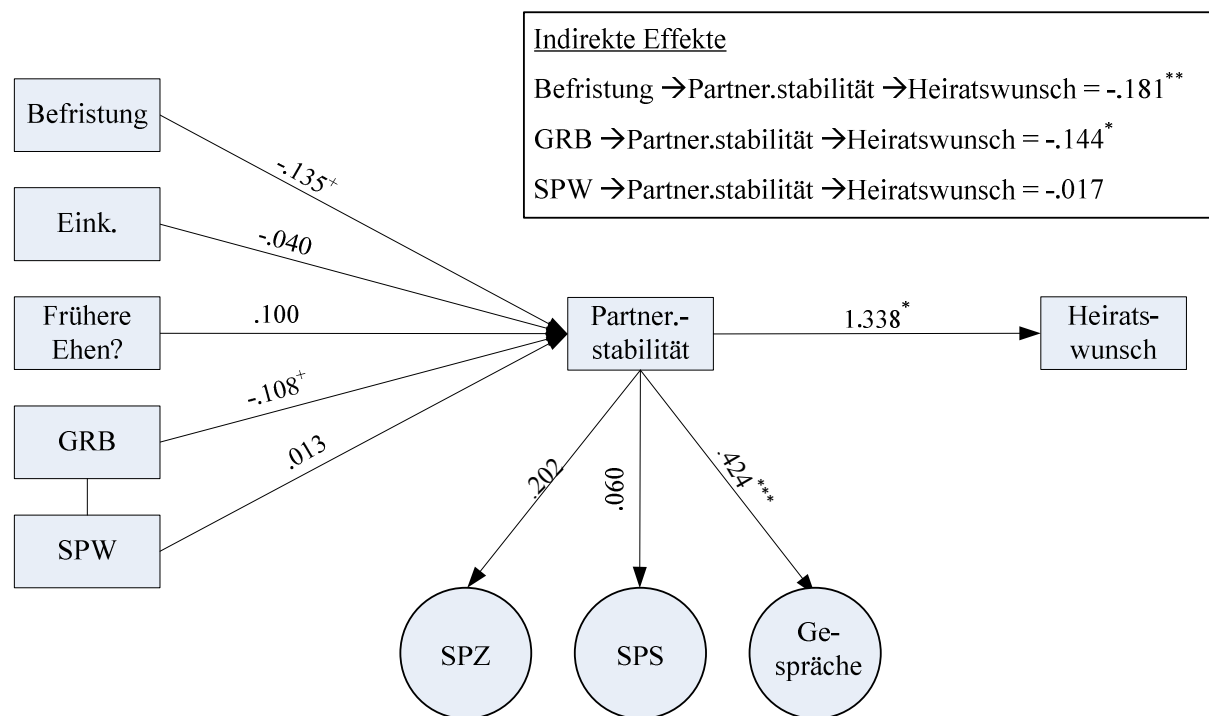 Indirekte Effekte
Befristung →Partner.stabilität →Heiratswunsch = -.181**
GRB →Partner.stabilität →Heiratswunsch = -.144*
SPW →Partner.stabilität →Heiratswunsch = -.017
Befristung
-.135+
Eink.
-.040
Frühere
Ehen?
.100
Partner.-
stabilität
1.338*
Heirats-
wunsch
GRB
-.108+
.013
SPW
.202
.060
.424 ***
SPZ
SPS
Ge-
spräche